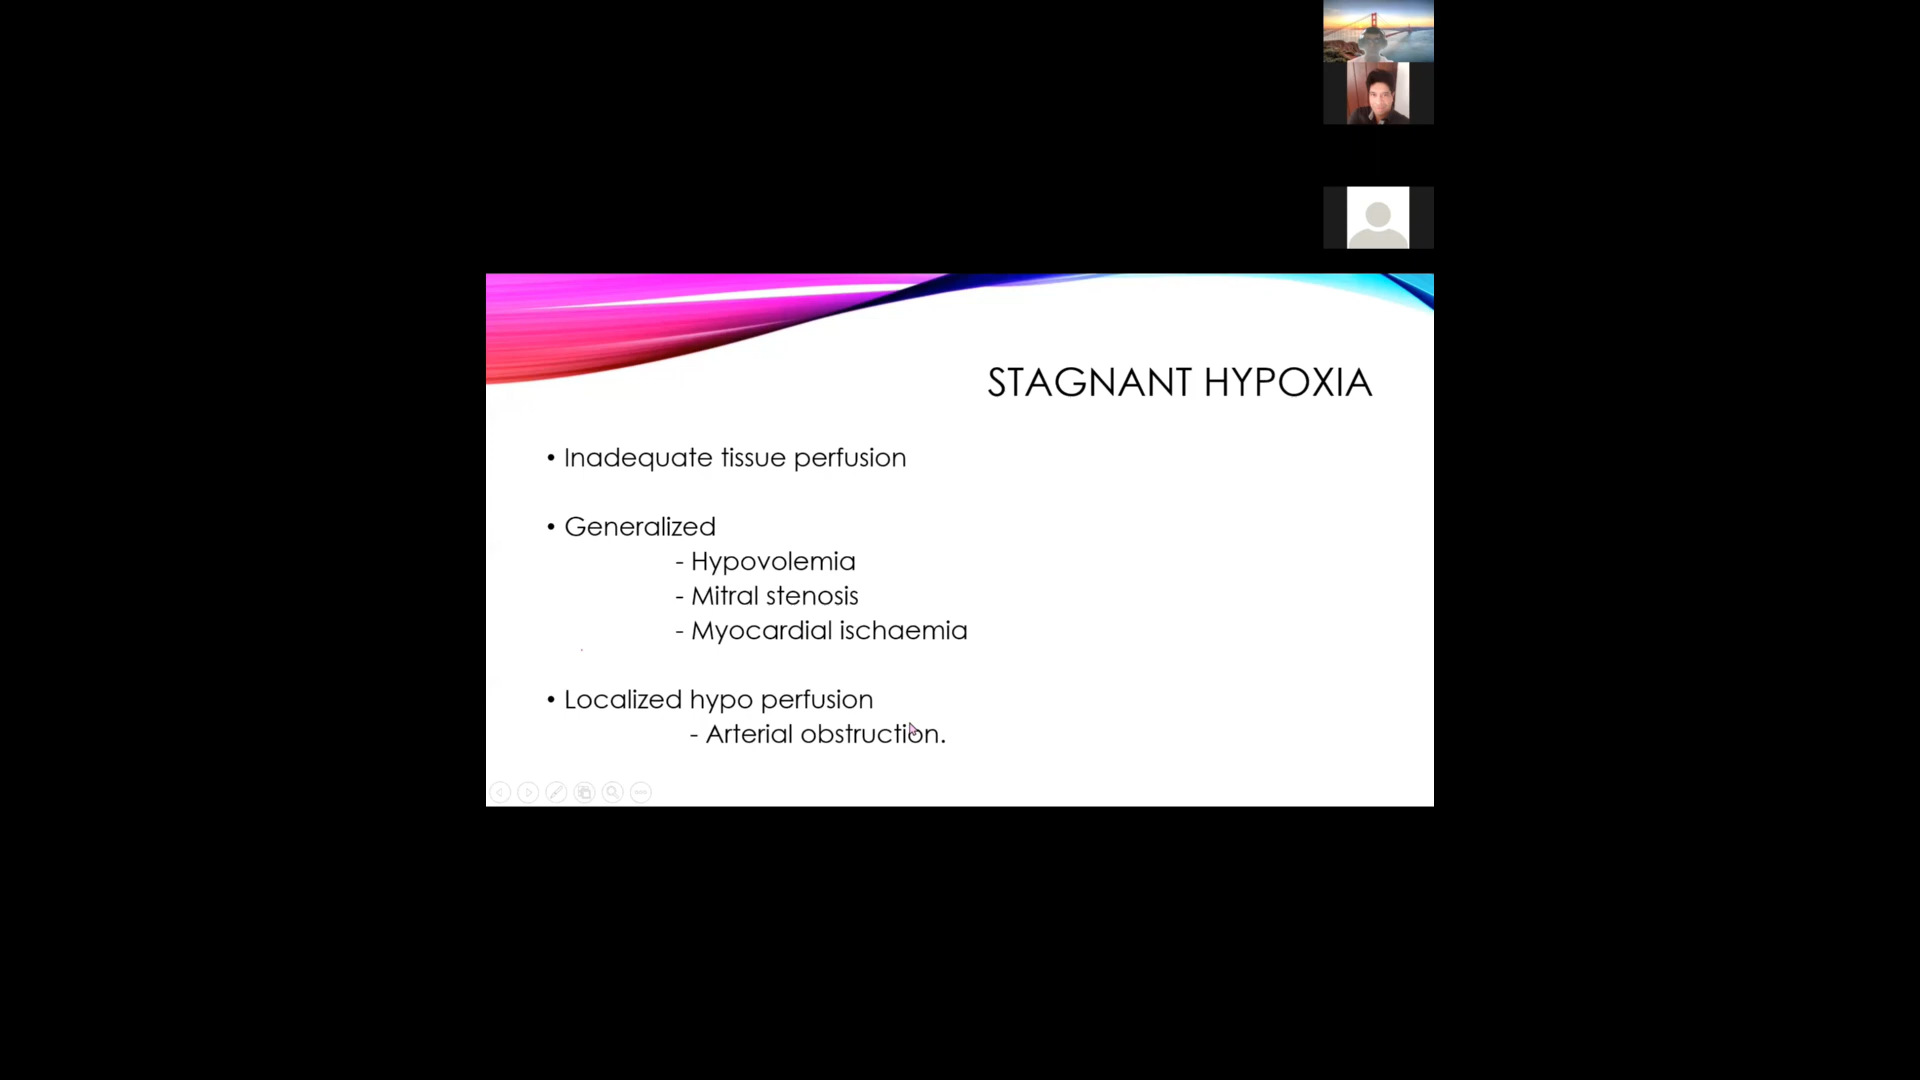 STAGNANT HYPOXIA
• Inadequate tissue perfusion
• Generalized
- Hypovolemia
- Mitral stenosis
- Myocardial ischaemia
• Localized hypo perfusion
- Arterial obstruction.